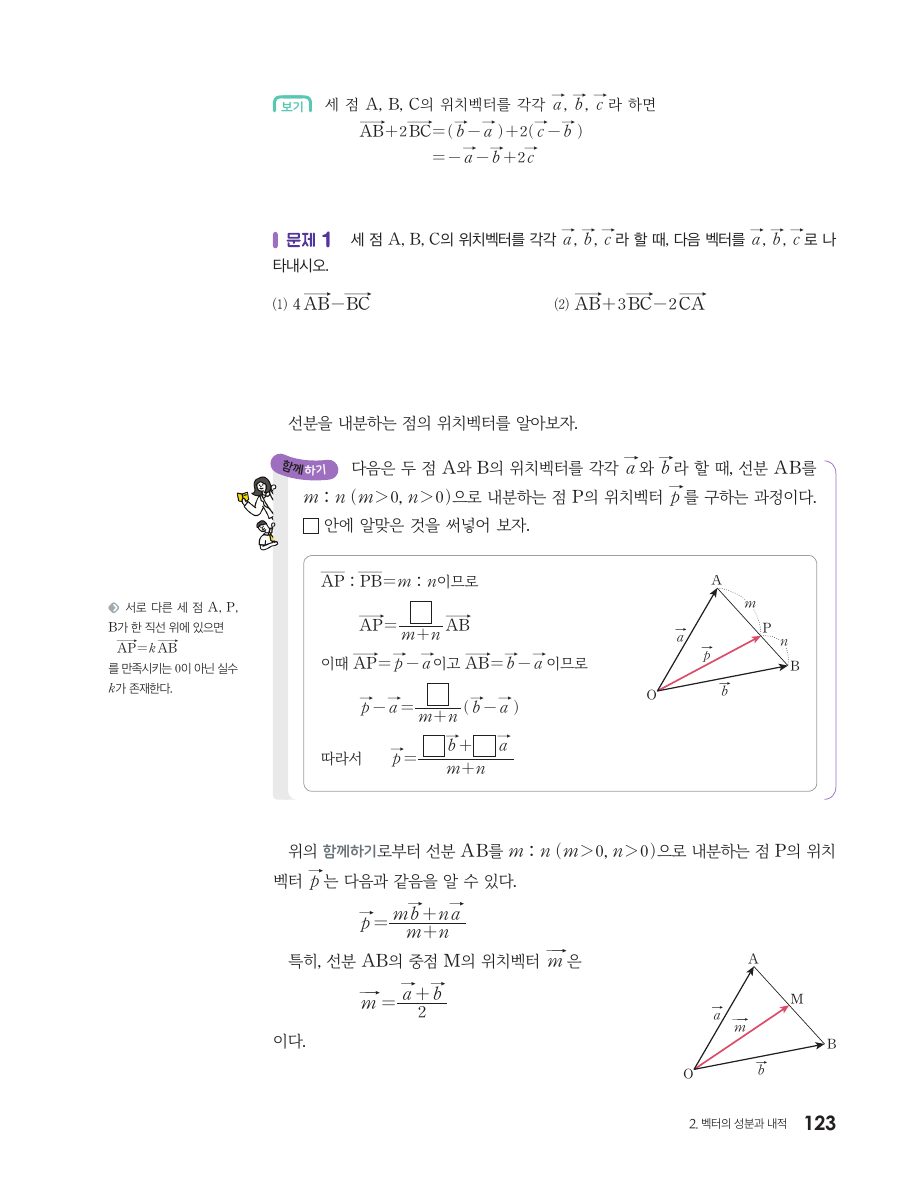 보기 세 점 A, B, C의 위치벡터를 각각 a⃗, b⃗, c⃗라 하면
AB⃗+2BC⃗=(b⃗-a⃗)+2(c⃗-b⃗)
=-a⃗-b⃗+2c⃗
문제 1 세 점 A, B, C의 위치벡터를 각각 a⃗, b⃗, c⃗라 할 때, 다음 벡터를 a⃗, b⃗, c⃗로 나
타내시오.
⑴ 4AB⃗-BC⃗ ⑵ AB⃗+3BC⃗-2CA⃗
선분을 내분하는 점의 위치벡터를 알아보자.
함께하기 다음은 두 점 A와 B의 위치벡터를 각각 a⃗와 b⃗라 할 때, 선분 AB를
m : n (m>0, n>0)으로 내분하는 점 P의 위치벡터 p⃗를 구하는 과정이다.
□ 안에 알맞은 것을 써넣어 보자.
AP̅ : PB̅=m : n이므로
AP⃗=□/(m+n) AB⃗
이때 AP⃗=p⃗-a⃗이고 AB⃗=b⃗-a⃗이므로
p⃗-a⃗=□/(m+n) (b⃗-a⃗)
따라서 p⃗=(□b⃗+□a⃗)/(m+n)
A
m
P
n
B
a⃗
p⃗
b⃗
O
서로 다른 세 점 A, P,
B가 한 직선 위에 있으면
AP⃗=kAB⃗
를 만족시키는 0이 아닌 실수
k가 존재한다.
위의 함께하기로부터 선분 AB를 m : n (m>0, n>0)으로 내분하는 점 P의 위치
벡터 p⃗는 다음과 같음을 알 수 있다.
p⃗=(mb⃗+na⃗)/(m+n)
특히, 선분 AB의 중점 M의 위치벡터 m⃗은
m⃗=(a⃗+b⃗)/2
이다.
A
M
a⃗
m⃗
B
b⃗
O
2. 벡터의 성분과 내적 123